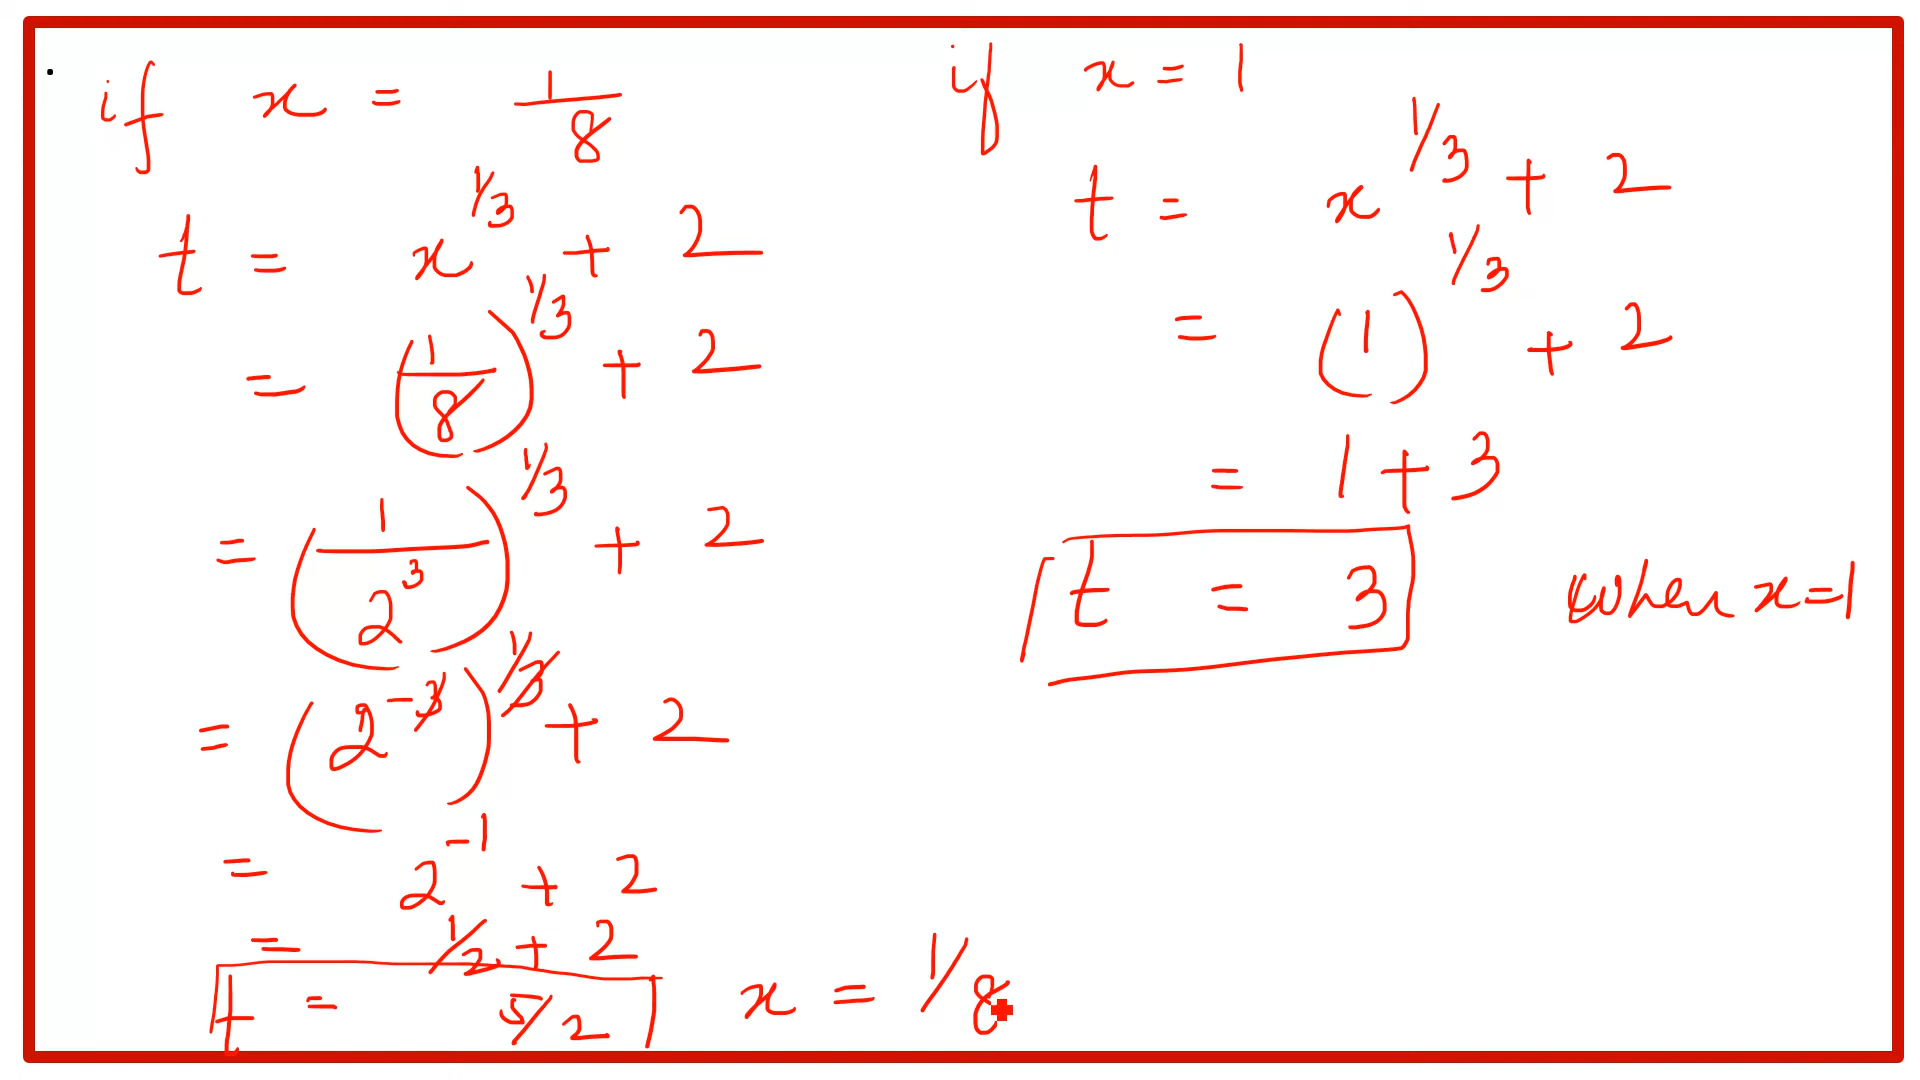 if x = 1/8
t = x^1/3 + 2
= (1/8)^1/3 + 2
= (1/2^3)^1/3 + 2
= (2^-3)^1/3 + 2
= 2^-1 + 2
= 1/2 + 2
t = 5/2 x = 1/8
if x = 1
t = x^1/3 + 2
= (1)^1/3 + 2
= 1 + 3
t = 3 when x=1